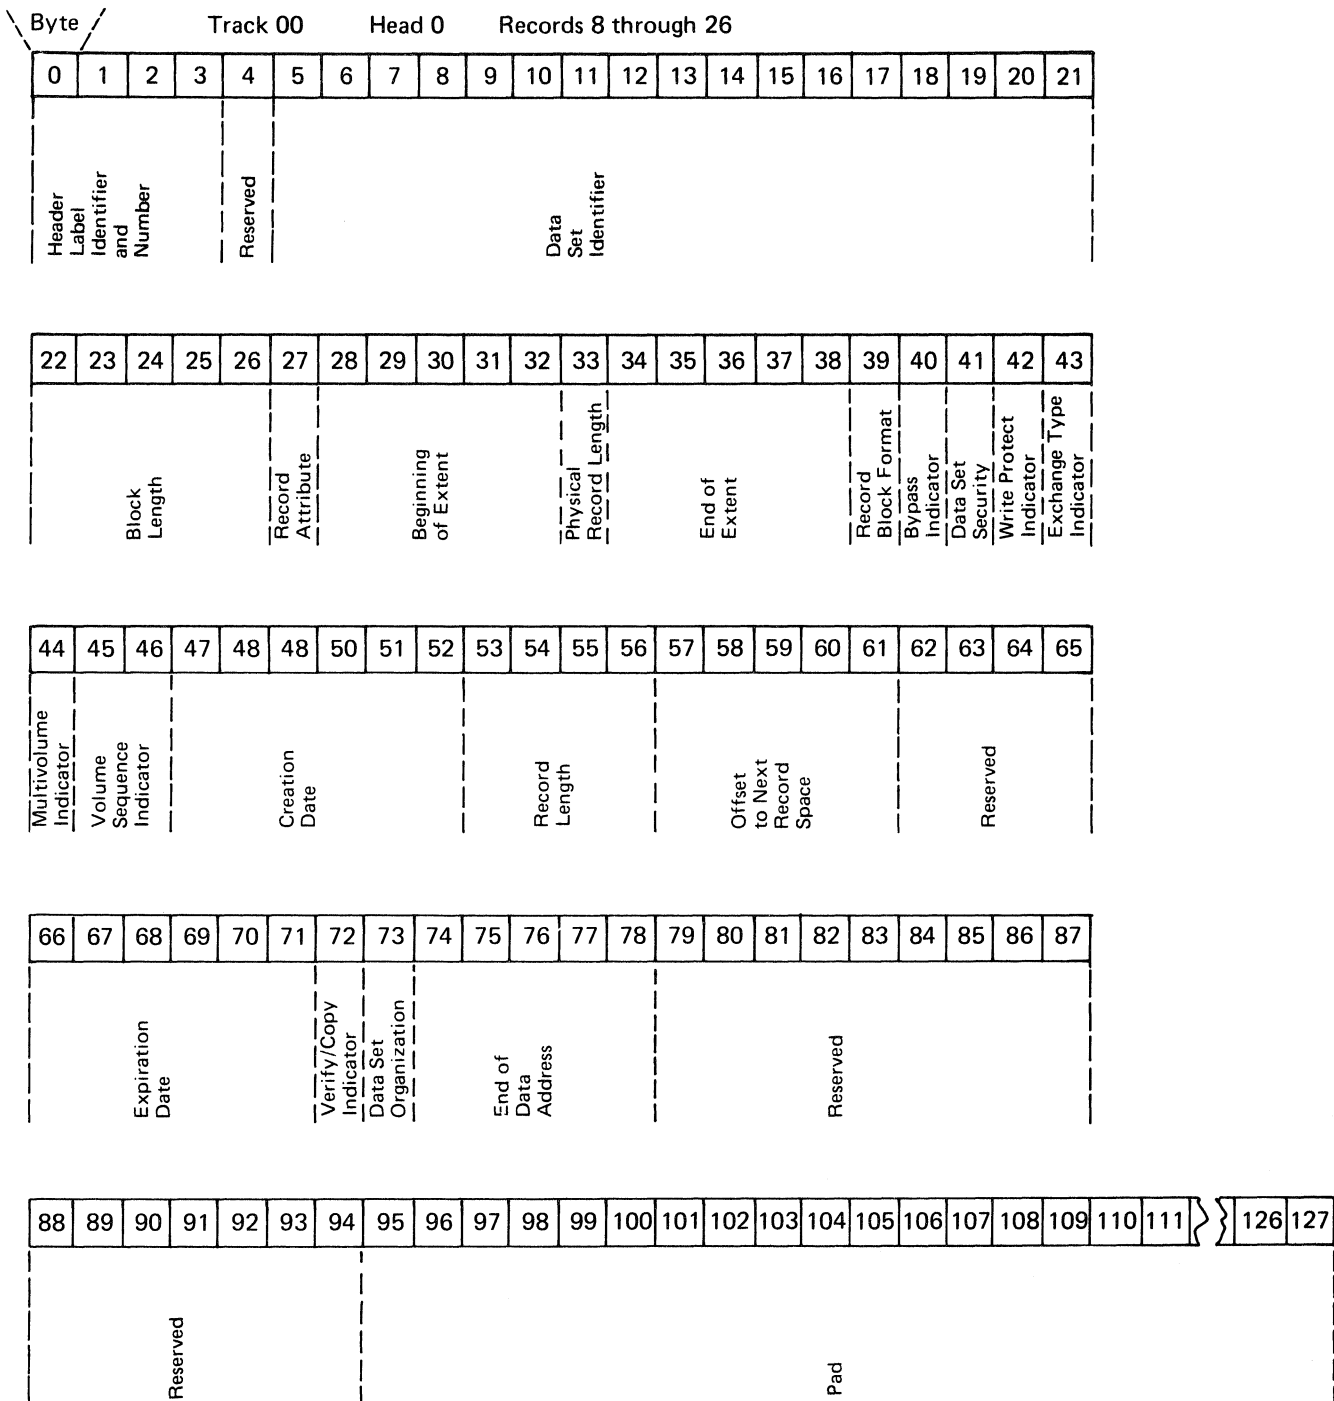 Byte Track 00 Head 0 Records 8 through 26
0 1 2 3 4 5 6 7 8 9 10 11 12 13 14 15 16 17 18 19 20 21
Header
Label
Identifier
and
Number
Reserved
Data
Set
Identifier
22 23 24 25 26 27 28 29 30 31 32 33 34 35 36 37 38 39 40 41 42 43
Block
Length
Record
Attribute
Beginning
of Extent
Physical
Record Length
End of
Extent
Record
Block Format
Bypass
Indicator
Data Set
Security
Write Protect
Indicator
Exchange Type
Indicator
44 45 46 47 48 48 50 51 52 53 54 55 56 57 58 59 60 61 62 63 64 65
Multivolume
Indicator
Volume
Sequence
Indicator
Creation
Date
Record
Length
Offset
to Next
Record
Space
Reserved
66 67 68 69 70 71 72 73 74 75 76 77 78 79 80 81 82 83 84 85 86 87
Expiration
Date
Verify/Copy
Indicator
Data Set
Organization
End of
Data
Address
Reserved
88 89 90 91 92 93 94 95 96 97 98 99 100 101 102 103 104 105 106 107 108 109 110 111 126 127
Reserved
Pad